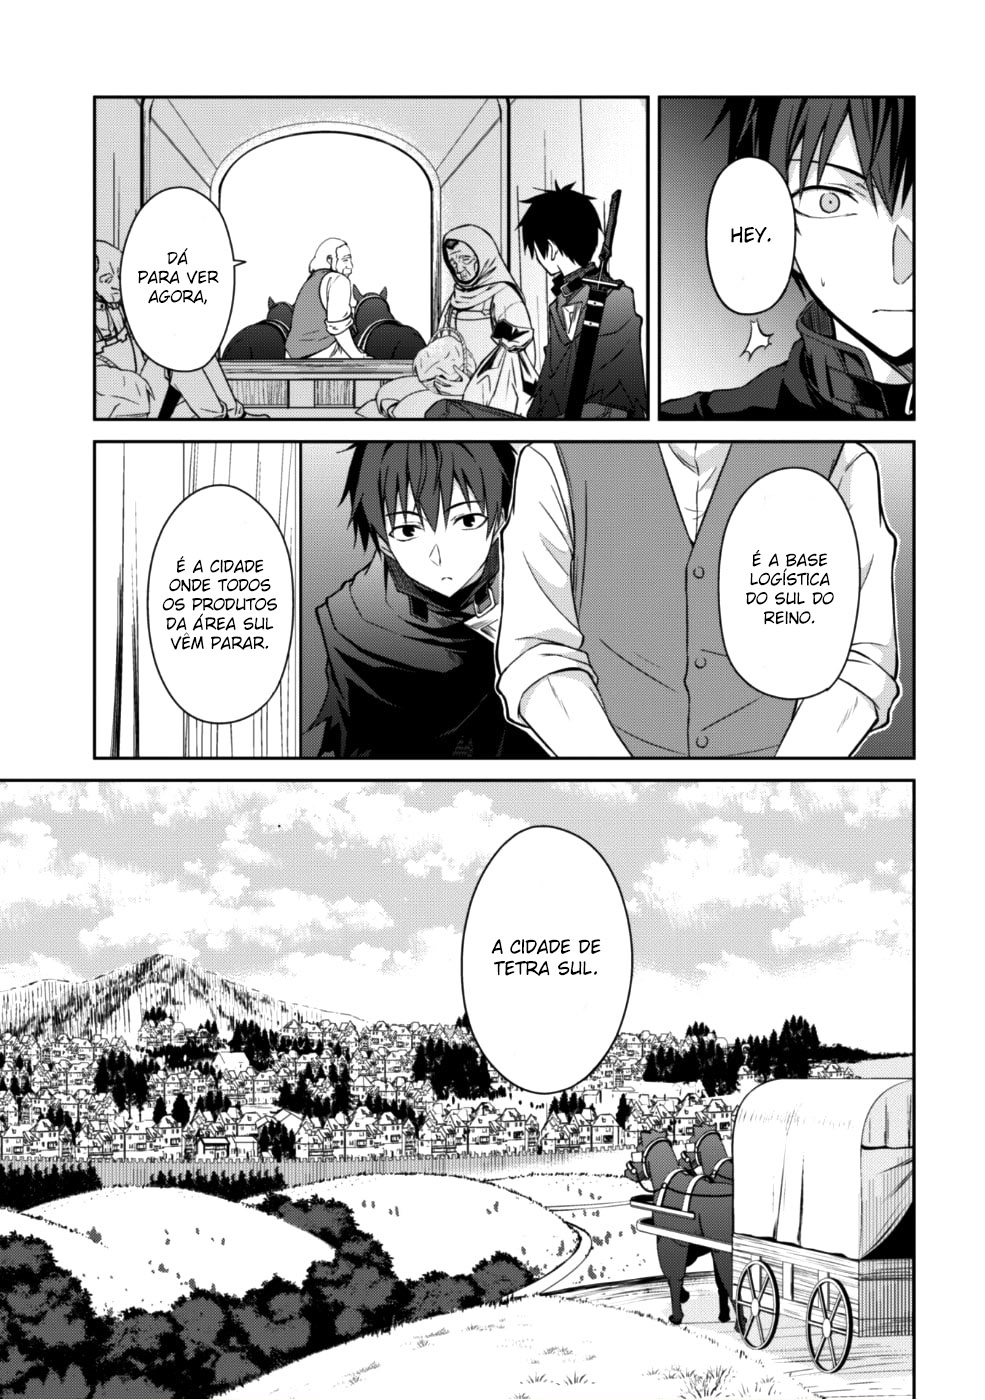 HEY.
DÁ
PARA VER
AGORA,
É A BASE
LOGÍSTICA
DO SUL DO
REINO.
É A CIDADE
ONDE TODOS
OS PRODUTOS
DA ÁREA SUL
VÊM PARAR.
A CIDADE DE
TETRA SUL.